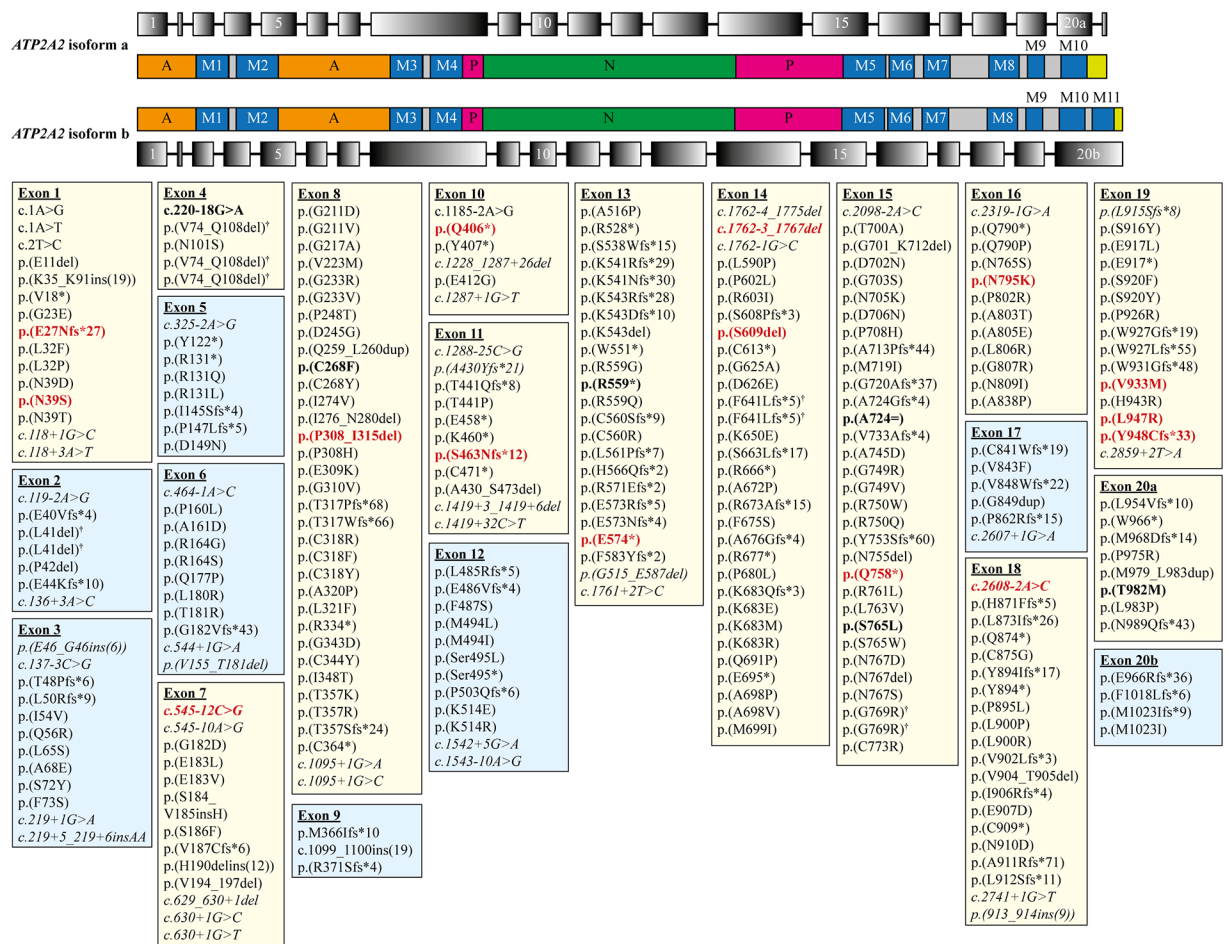 1
5
10
15
20a
M9
M10
ATP2A2 isoform a
A
M1
M2
A
M3
M4
P
N
P
M5
M6
M7
M8
M9
M10
M11
ATP2A2 isoform b
A
M1
M2
A
M3
M4
P
N
P
M5
M6
M7
M8
1
5
10
15
20b
Exon 1
c.1A>G
c.1A>T
c.2T>C
p.(E11del)
p.(K35_K91ins(19))
p.(V18*)
p.(G23E)
p.(E27Nfs*27)
p.(L32F)
p.(L32P)
p.(N39D)
p.(N39S)
p.(N39T)
c.118+1G>C
c.118+3A>T
Exon 2
c.119-2A>G
p.(E40Vfs*4)
p.(L41del)†
p.(L41del)†
p.(P42del)
p.(E44Kfs*10)
c.136+3A>C
Exon 3
p.(E46_G46ins(6))
c.137-3C>G
p.(T48Pfs*6)
p.(L50Rfs*9)
p.(I54V)
p.(Q56R)
p.(L65S)
p.(A68E)
p.(S72Y)
p.(F73S)
c.219+1G>A
c.219+5_219+6insAA
Exon 4
c.220-18G>A
p.(V74_Q108del)†
p.(N101S)
p.(V74_Q108del)†
p.(V74_Q108del)†
Exon 5
c.325-2A>G
p.(Y122*)
p.(R131*)
p.(R131Q)
p.(R131L)
p.(I145Sfs*4)
p.(P147Lfs*5)
p.(D149N)
Exon 6
c.464-1A>C
p.(P160L)
p.(A161D)
p.(R164G)
p.(R164S)
p.(Q177P)
p.(L180R)
p.(T181R)
p.(G182Vfs*43)
c.544+1G>A
p.(V155_T181del)
Exon 7
c.545-12C>G
c.545-10A>G
p.(G182D)
p.(E183L)
p.(E183V)
p.(S184_
V185insH)
p.(S186F)
p.(V187Cfs*6)
p.(H190delins(12))
p.(V194_197del)
c.629_630+1del
c.630+1G>C
c.630+1G>T
Exon 8
p.(G211D)
p.(G211V)
p.(G217A)
p.(V223M)
p.(G233R)
p.(G233V)
p.(P248T)
p.(D245G)
p.(Q259_L260dup)
p.(C268F)
p.(C268Y)
p.(I274V)
p.(I276_N280del)
p.(P308_I315del)
p.(P308H)
p.(E309K)
p.(G310V)
p.(T317Pfs*68)
p.(T317Wfs*66)
p.(C318R)
p.(C318F)
p.(C318Y)
p.(A320P)
p.(L321F)
p.(R334*)
p.(G343D)
p.(C344Y)
p.(I348T)
p.(T357K)
p.(T357R)
p.(T357Sfs*24)
p.(C364*)
c.1095+1G>A
c.1095+1G>C
Exon 9
p.M366Ifs*10
c.1099_1100ins(19)
p.(R371Sfs*4)
Exon 10
c.1185-2A>G
p.(Q406*)
p.(Y407*)
c.1228_1287+26del
p.(E412G)
c.1287+1G>T
Exon 11
c.1288-25C>G
p.(A430Yfs*21)
p.(T441Qfs*8)
p.(T441P)
p.(E458*)
p.(K460*)
p.(S463Nfs*12)
p.(C471*)
p.(A430_S473del)
c.1419+3_1419+6del
c.1419+32C>T
Exon 12
p.(L485Rfs*5)
p.(E486Vfs*4)
p.(F487S)
p.(M494L)
p.(M494I)
p.(Ser495L)
p.(Ser495*)
p.(P503Qfs*6)
p.(K514E)
p.(K514R)
c.1542+5G>A
c.1543-10A>G
Exon 13
p.(A516P)
p.(R528*)
p.(S538Wfs*15)
p.(K541Rfs*29)
p.(K541Nfs*30)
p.(K543Rfs*28)
p.(K543Dfs*10)
p.(K543del)
p.(W551*)
p.(R559G)
p.(R559*)
p.(R559Q)
p.(C560Sfs*9)
p.(C560R)
p.(L561Pfs*7)
p.(H566Qfs*2)
p.(R571Efs*2)
p.(E573Rfs*5)
p.(E573Nfs*4)
p.(E574*)
p.(F583Yfs*2)
p.(G515_E587del)
c.1761+2T>C
Exon 14
c.1762-4_1775del
c.1762-3_1767del
c.1762-1G>C
p.(L590P)
p.(P602L)
p.(R603I)
p.(S608Pfs*3)
p.(S609del)
p.(C613*)
p.(G625A)
p.(D626E)
p.(F641Lfs*5)†
p.(F641Lfs*5)†
p.(K650E)
p.(S663Lfs*17)
p.(R666*)
p.(A672P)
p.(R673Afs*15)
p.(F675S)
p.(A676Gfs*4)
p.(R677*)
p.(P680L)
p.(K683Qfs*3)
p.(K683E)
p.(K683M)
p.(K683R)
p.(Q691P)
p.(E695*)
p.(A698P)
p.(A698V)
p.(M699I)
Exon 15
c.2098-2A>C
p.(T700A)
p.(G701_K712del)
p.(D702N)
p.(G703S)
p.(N705K)
p.(D706N)
p.(P708H)
p.(A713Pfs*44)
p.(M719I)
p.(G720Afs*37)
p.(A724Gfs*4)
p.(A724=)
p.(V733Afs*4)
p.(A745D)
p.(G749R)
p.(G749V)
p.(R750W)
p.(R750Q)
p.(Y753Sfs*60)
p.(N755del)
p.(Q758*)
p.(R761L)
p.(L763V)
p.(S765L)
p.(S765W)
p.(N767D)
p.(N767del)
p.(N767S)
p.(G769R)†
p.(G769R)†
p.(C773R)
Exon 16
c.2319-1G>A
p.(Q790*)
p.(Q790P)
p.(N765S)
p.(N795K)
p.(P802R)
p.(A803T)
p.(A805E)
p.(L806R)
p.(G807R)
p.(N809I)
p.(A838P)
Exon 17
p.(C841Wfs*19)
p.(V843F)
p.(V848Wfs*22)
p.(G849dup)
p.(P862Rfs*15)
c.2607+1G>A
Exon 18
c.2608-2A>C
p.(H871Ffs*5)
p.(L873Ifs*26)
p.(Q874*)
p.(C875G)
p.(Y894Ifs*17)
p.(Y894*)
p.(P895L)
p.(L900P)
p.(L900R)
p.(V902Lfs*3)
p.(V904_T905del)
p.(I906Rfs*4)
p.(E907D)
p.(C909*)
p.(N910D)
p.(A911Rfs*71)
p.(L912Sfs*11)
c.2741+1G>T
p.(913_914ins(9))
Exon 19
p.(L915Sfs*8)
p.(S916Y)
p.(E917L)
p.(E917*)
p.(S920F)
p.(S920Y)
p.(P926R)
p.(W927Gfs*19)
p.(W927Lfs*55)
p.(W931Gfs*48)
p.(V933M)
p.(H943R)
p.(L947R)
p.(Y948Cfs*33)
c.2859+2T>A
Exon 20a
p.(L954Vfs*10)
p.(W966*)
p.(M968Dfs*14)
p.(P975R)
p.(M979_L983dup)
p.(T982M)
p.(L983P)
p.(N989Qfs*43)
Exon 20b
p.(E966Rfs*36)
p.(F1018Lfs*6)
p.(M1023Ifs*9)
p.(M1023I)